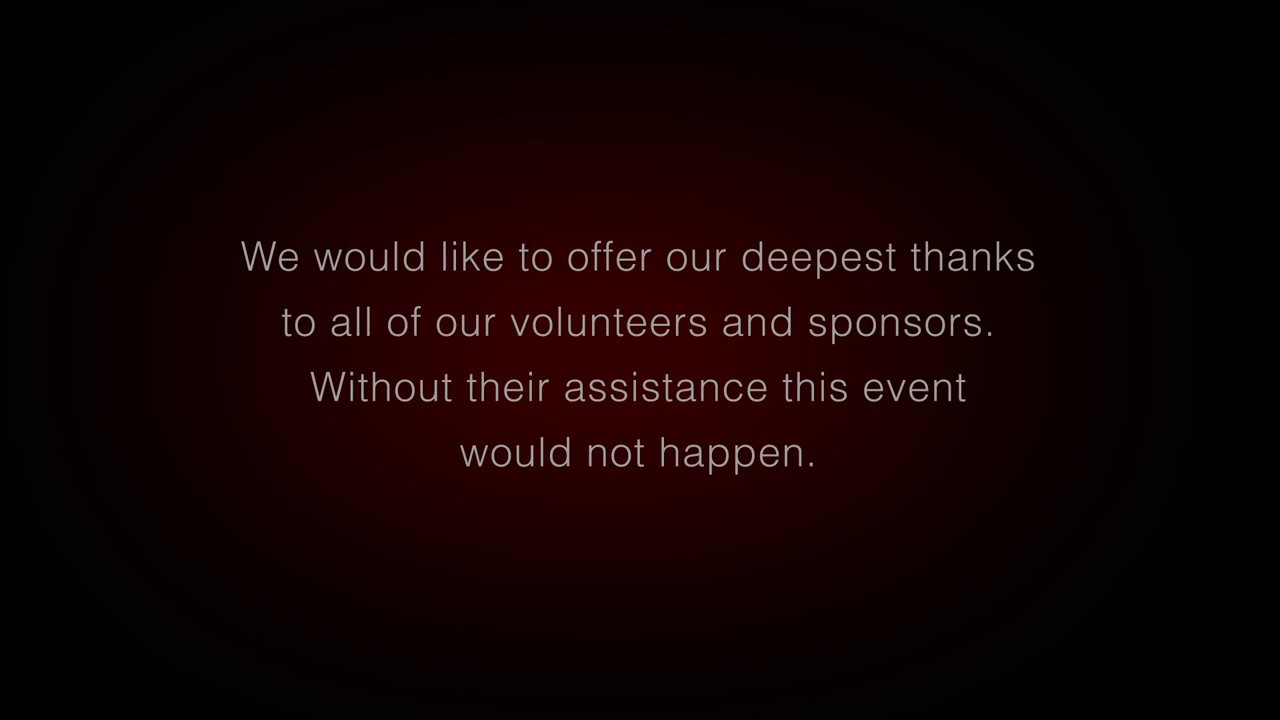 We would like to offer our deepest thanks
to all of our volunteers and sponsors.
Without their assistance this event
would not happen.